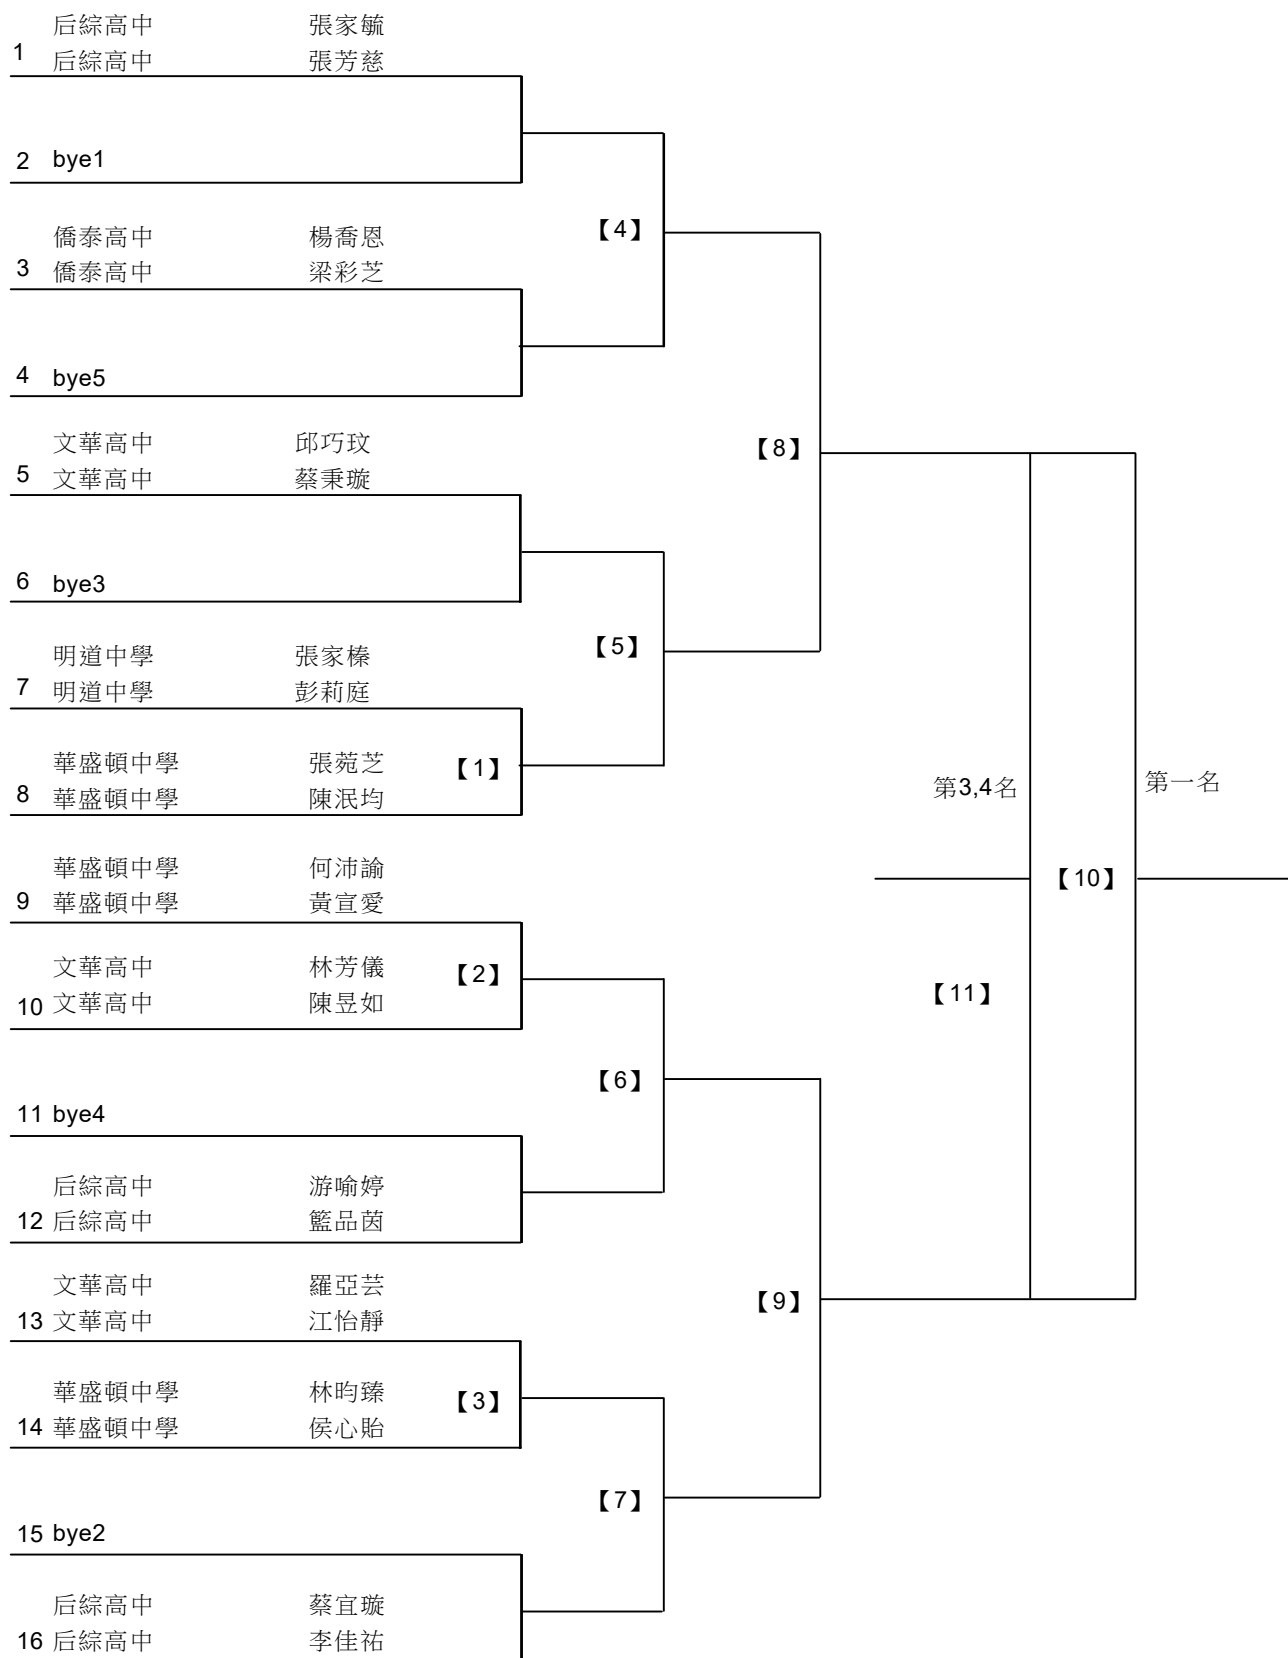 后綜高中 張家毓
1 后綜高中 張芳慈
2 bye1
【4】
僑泰高中 楊喬恩
3 僑泰高中 梁彩芝
4 bye5
文華高中 邱巧玟
【8】
5 文華高中 蔡秉璇
6 bye3
【5】
明道中學 張家榛
7 明道中學 彭莉庭
華盛頓中學 張菀芝 【1】
8 華盛頓中學 陳泯均
第3,4名 第一名
華盛頓中學 何沛諭
【10】
9 華盛頓中學 黃宣愛
文華高中 林芳儀 【2】
【11】
10 文華高中 陳昱如
【6】
11 bye4
后綜高中 游喻婷
12 后綜高中 籃品茵
文華高中 羅亞芸
【9】
13 文華高中 江怡靜
華盛頓中學 林昀臻 【3】
14 華盛頓中學 侯心貽
【7】
15 bye2
后綜高中 蔡宜璇
16 后綜高中 李佳祐